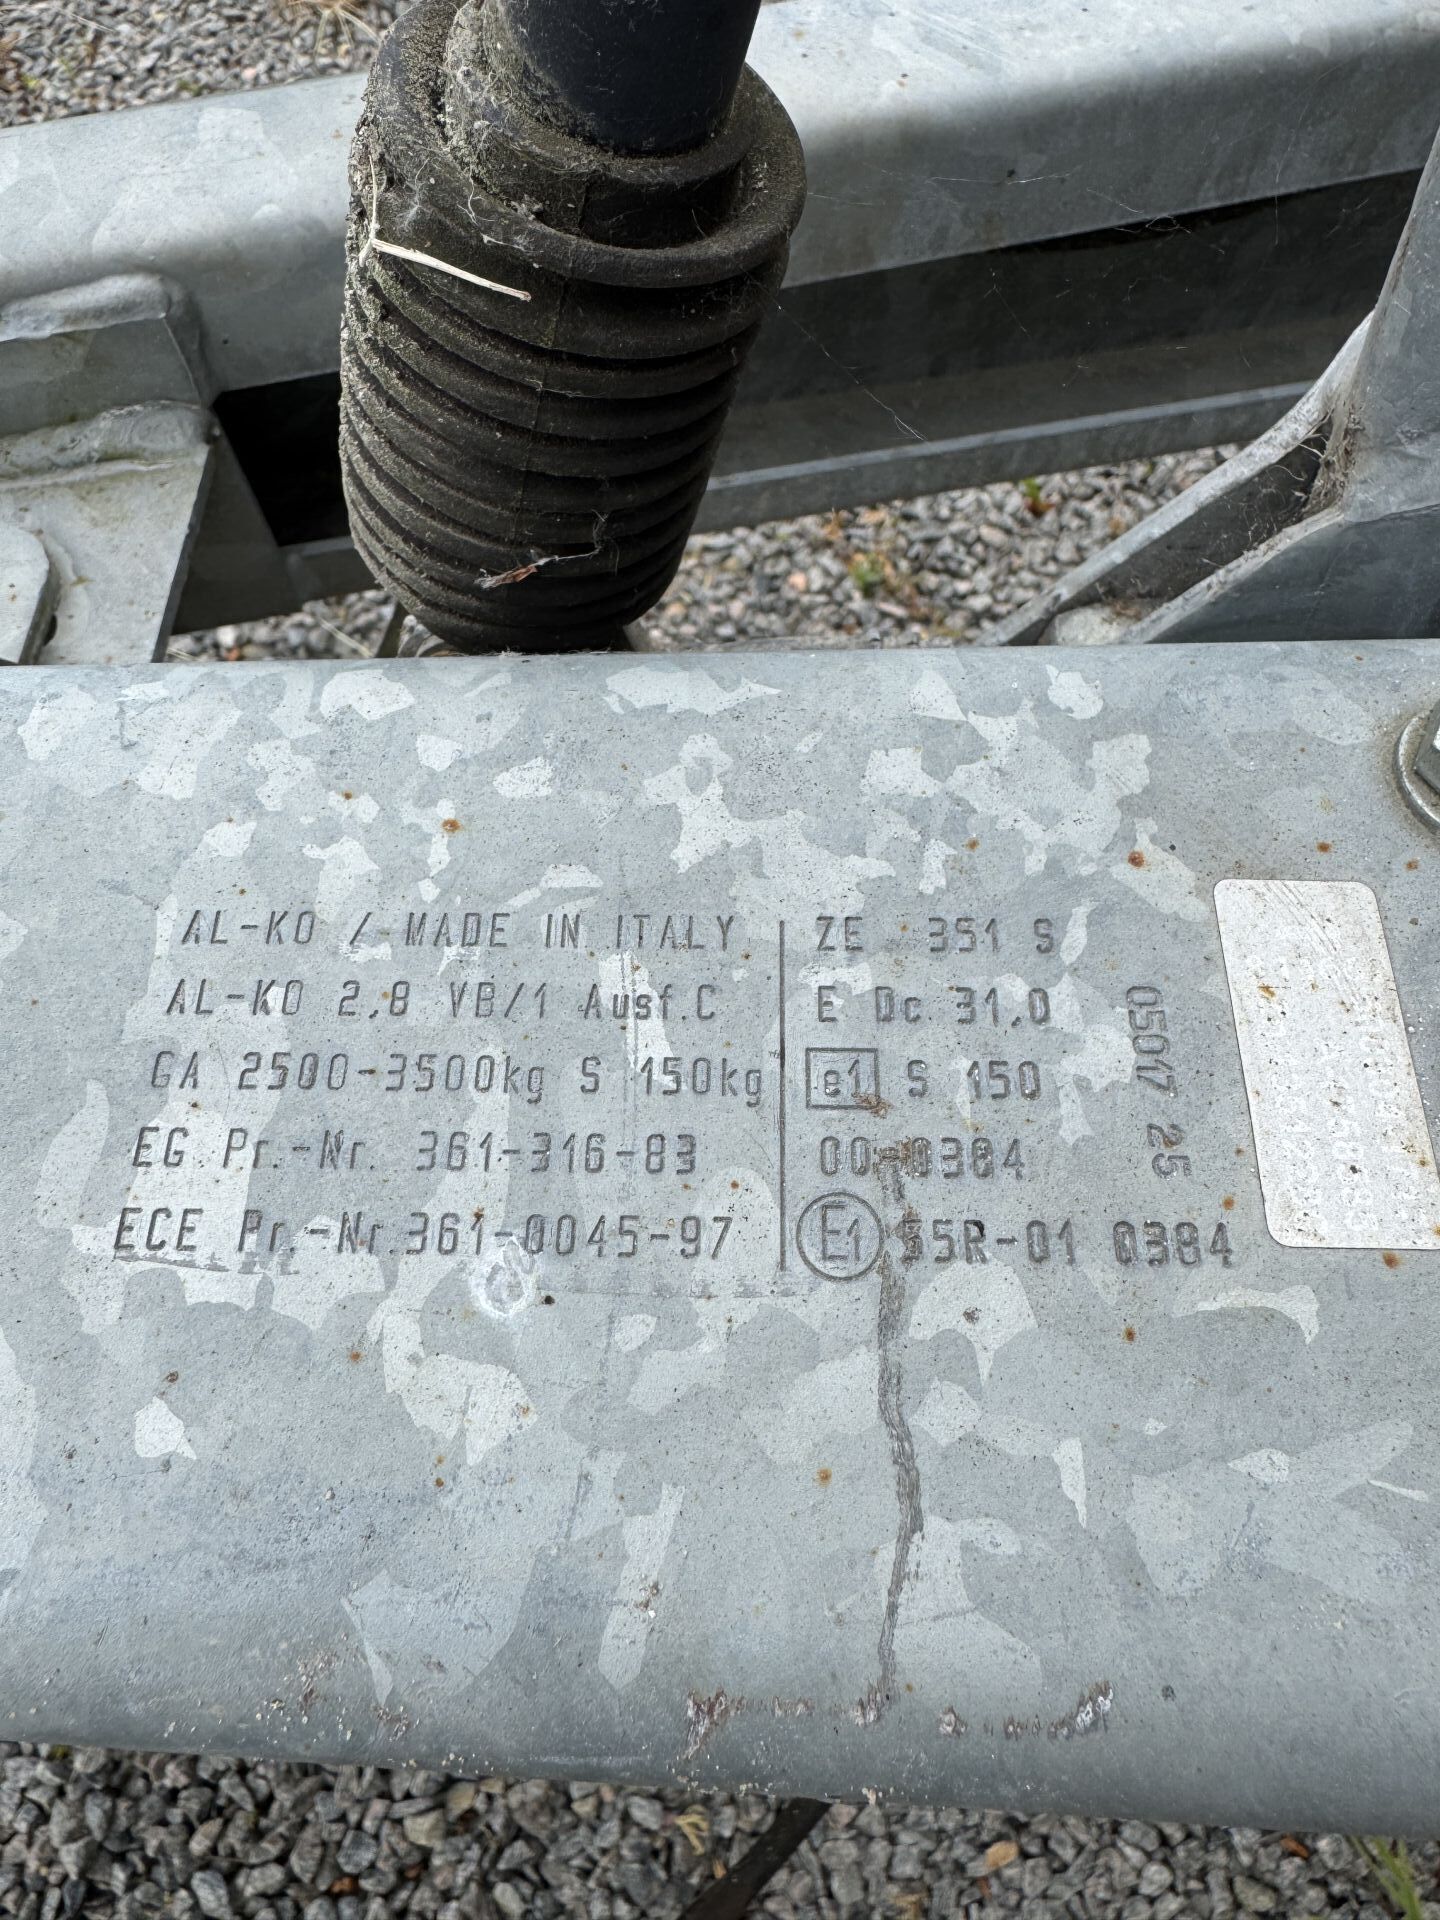 AL-KO / MADE IN ITALY
AL-KO 2,8 VB/1 Ausf.C
GA 2500-3500kg S 150kg
EG Pr.-Nr. 361-316-83
ECE Pr.-Nr.361-0045-97
ZE 351 S
E Dc 31,0
e1 S 150
00-0384
E1 55R-01 0384
05017 25